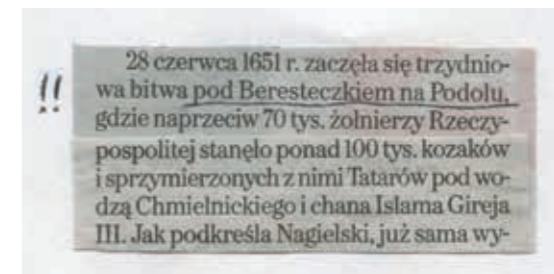 !!
28 czerwca 1651 r. zaczęła się trzydnio-
wa bitwa pod Beresteczkiem na Podolu,
gdzie naprzeciw 70 tys. żołnierzy Rzeczy-
pospolitej stanęło ponad 100 tys. kozaków
i sprzymierzonych z nimi Tatarów pod wo-
dzą Chmielnickiego i chana Islama Gireja
III. Jak podkreśla Nagielski, już sama wy-